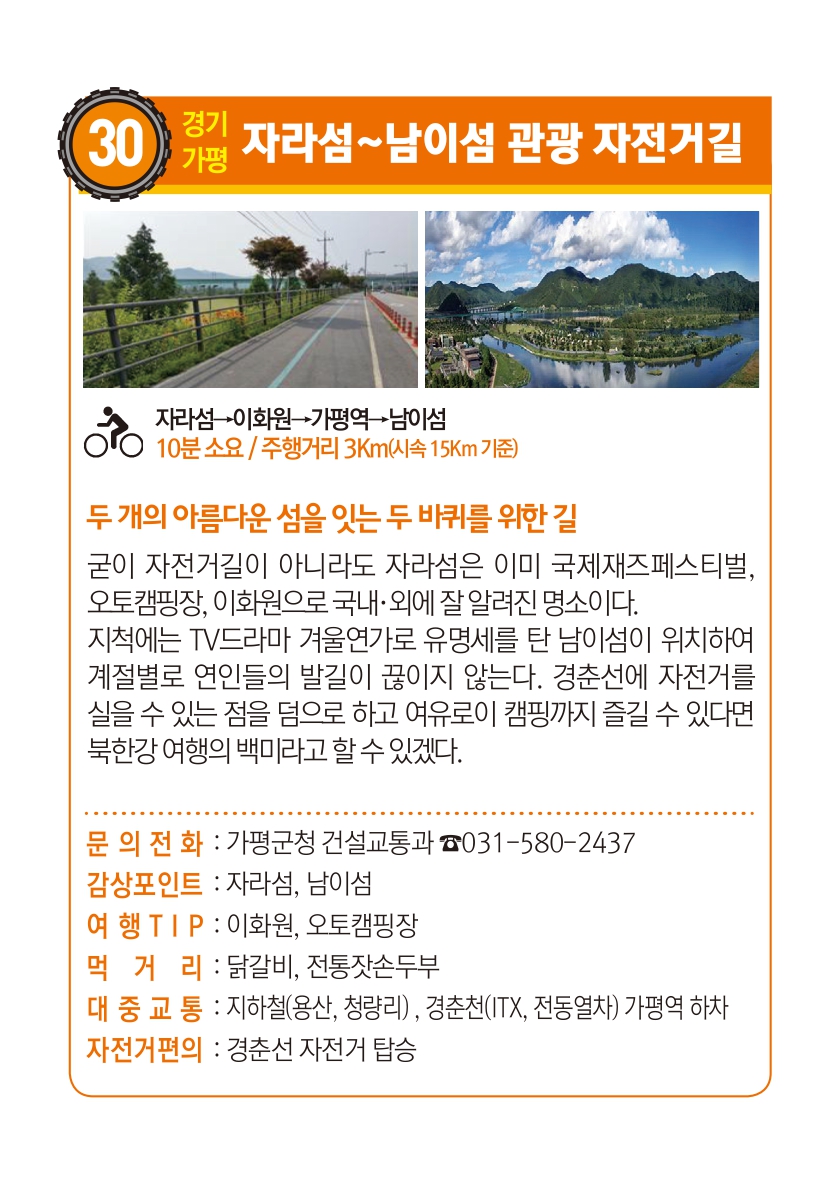 30
경기
가평
자라섬~남이섬 관광 자전거길
자라섬→이화원→가평역→남이섬
10분 소요 / 주행거리 3Km(시속 15Km 기준)
두 개의 아름다운 섬을 잇는 두 바퀴를 위한 길
굳이 자전거길이 아니라도 자라섬은 이미 국제재즈페스티벌,
오토캠핑장, 이화원으로 국내·외에 잘 알려진 명소이다.
지척에는 TV드라마 겨울연가로 유명세를 탄 남이섬이 위치하여
계절별로 연인들의 발길이 끊이지 않는다. 경춘선에 자전거를
실을 수 있는 점을 덤으로 하고 여유로이 캠핑까지 즐길 수 있다면
북한강 여행의 백미라고 할 수 있겠다.
문 의 전 화 : 가평군청 건설교통과 ☎031-580-2437
감상포인트 : 자라섬, 남이섬
여 행 T I P : 이화원, 오토캠핑장
먹 거 리 : 닭갈비, 전통잣손두부
대 중 교 통 : 지하철(용산, 청량리) , 경춘천(ITX, 전동열차) 가평역 하차
자전거편의 : 경춘선 자전거 탑승